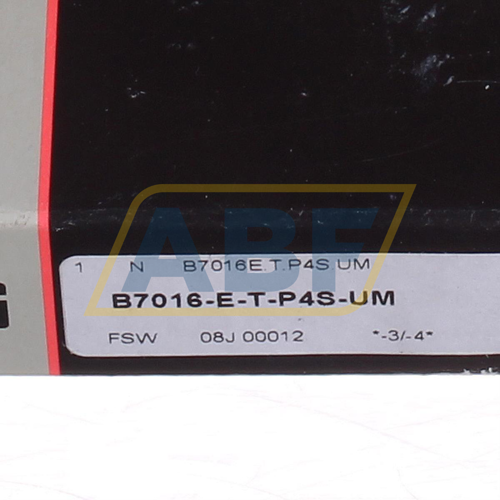 ABF
1 N B7016E.T.P4S.UM
B7016-E-T-P4S-UM
FSW 08J 00012 *-3/-4*
G